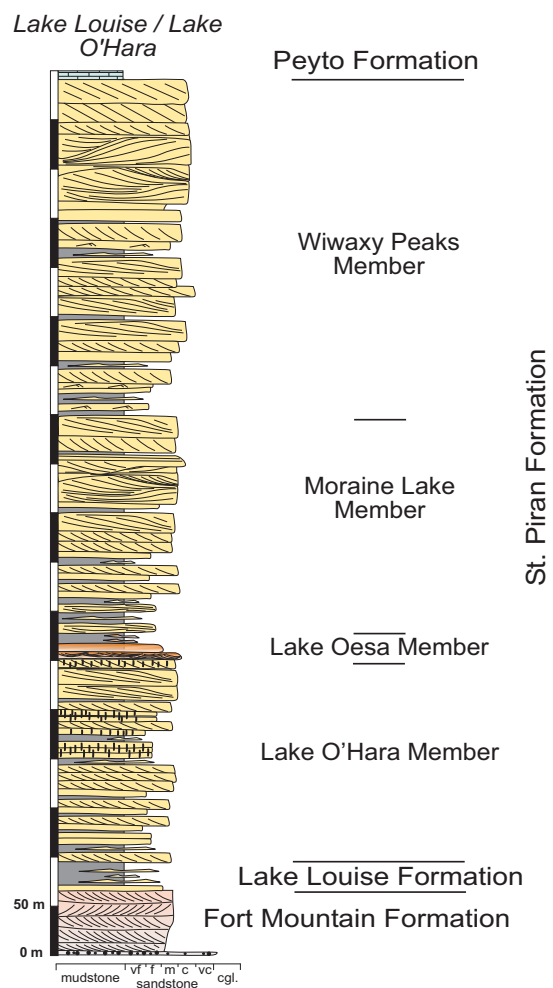 Lake Louise / Lake
O'Hara
Peyto Formation
Wiwaxy Peaks
Member
Moraine Lake
Member
St. Piran Formation
Lake Oesa Member
Lake O'Hara Member
Lake Louise Formation
Fort Mountain Formation
50 m
0 m
vf f m c vc
mudstone cgl.
sandstone